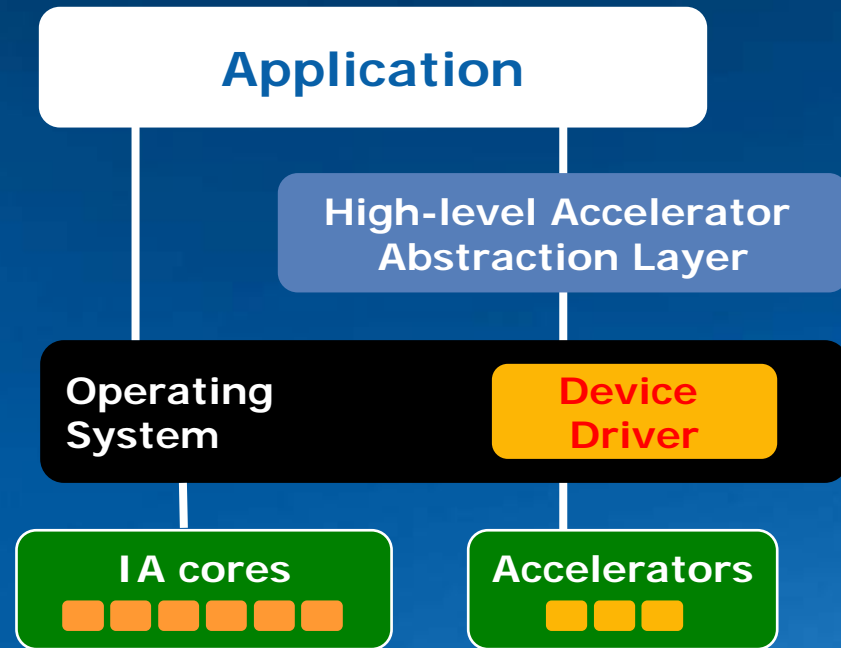 Application
High-level Accelerator
Abstraction Layer
Operating
System
Device
Driver
IA cores
Accelerators